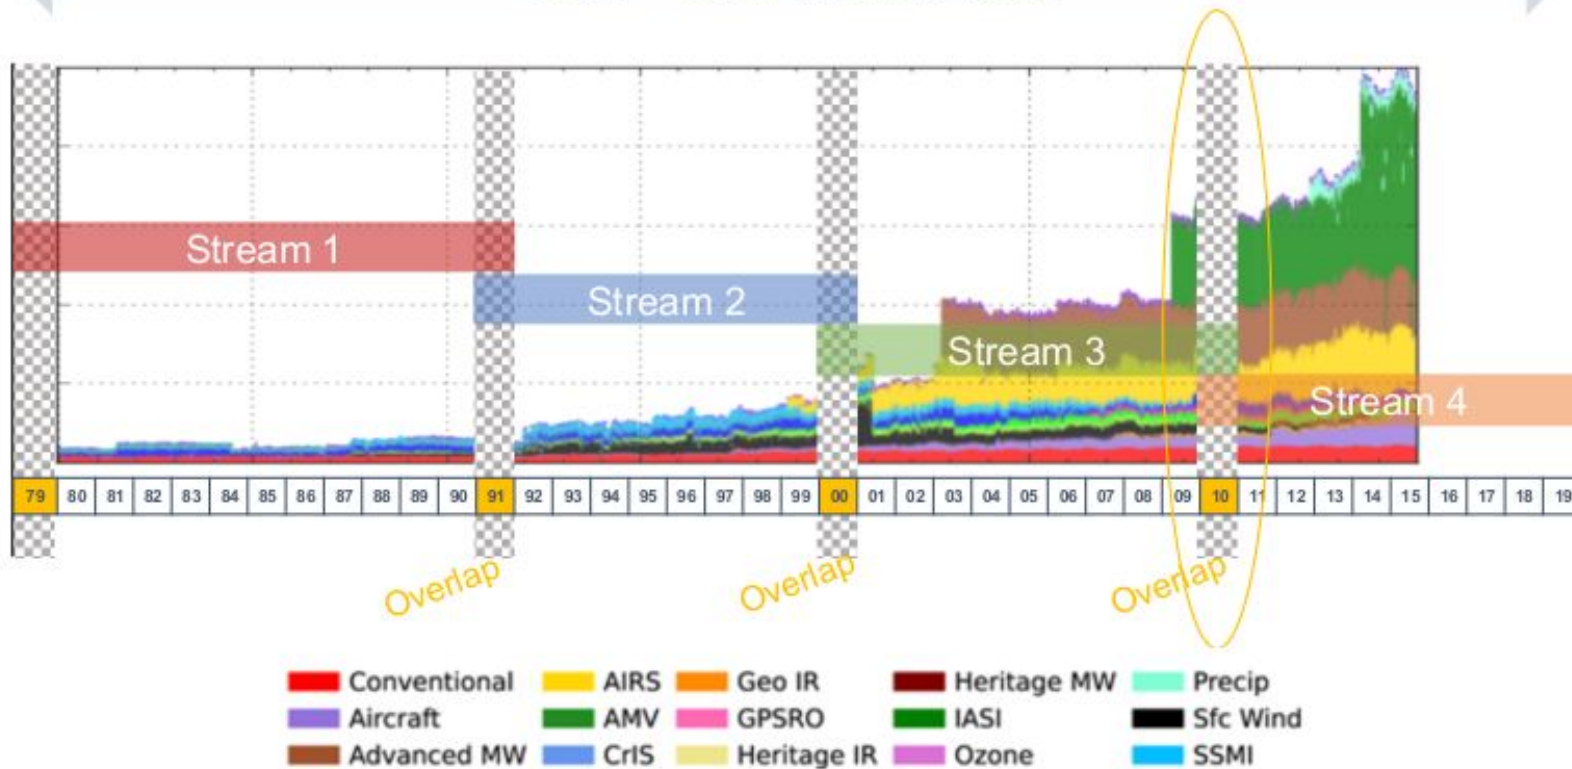 Stream 1
Stream 2
Stream 3
Stream 4
79 80 81 82 83 84 85 86 87 88 89 90 91 92 93 94 95 96 97 98 99 00 01 02 03 04 05 06 07 08 09 10 11 12 13 14 15 16 17 18 19
Overlap Overlap Overlap
Conventional AIRS Geo IR Heritage MW Precip
Aircraft AMV GPSRO IASI Sfc Wind
Advanced MW CrIS Heritage IR Ozone SSMI